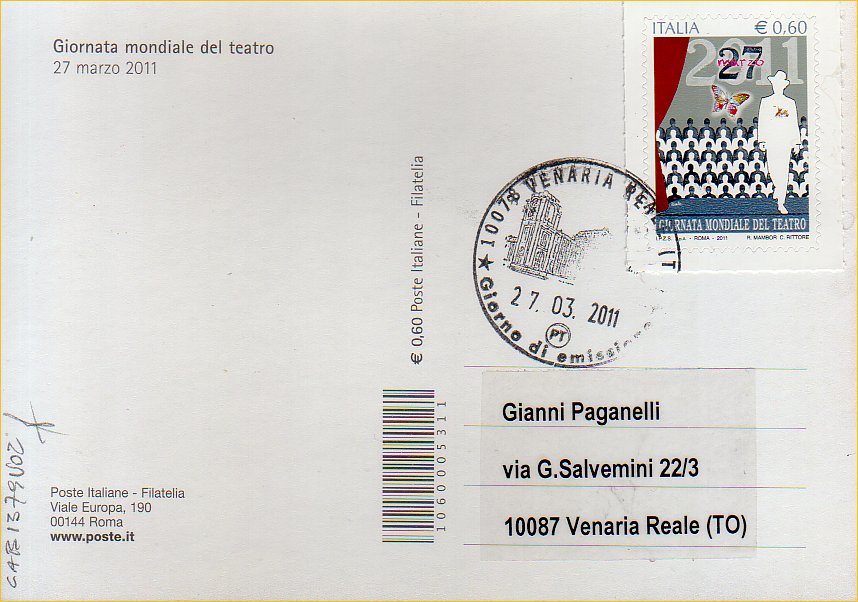 Giornata mondiale del teatro
27 marzo 2011
ITALIA € 0,60
2011
27
marzo
GIORNATA MONDIALE DEL TEATRO
I.P.Z.S. S.p.A. - ROMA - 2011 R. MAMBOR C. RITTORE
10078 VENARIA REALE
27.03.2011
PT
Giorno di emissione
€ 0,60 Poste Italiane - Filatelia
1060005311
Gianni Paganelli
via G.Salvemini 22/3
10087 Venaria Reale (TO)
Poste Italiane - Filatelia
Viale Europa, 190
00144 Roma
www.poste.it